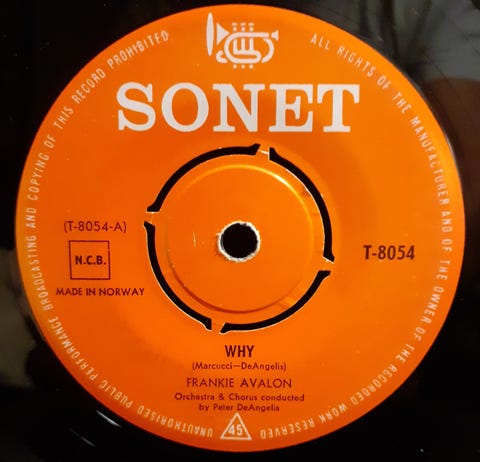 SONET
(T-8054-A)
N.C.B.
MADE IN NORWAY
T-8054
WHY
(Marcucci—DeAngelis)
FRANKIE AVALON
Orchestra & Chorus conducted
by Peter DeAngelis
45
ALL RIGHTS OF THE MANUFACTURER AND OF THE OWNER OF THE RECORDED WORK RESERVED
UNAUTHORISED PUBLIC PERFORMANCE BROADCASTING AND COPYING OF THIS RECORD PROHIBITED